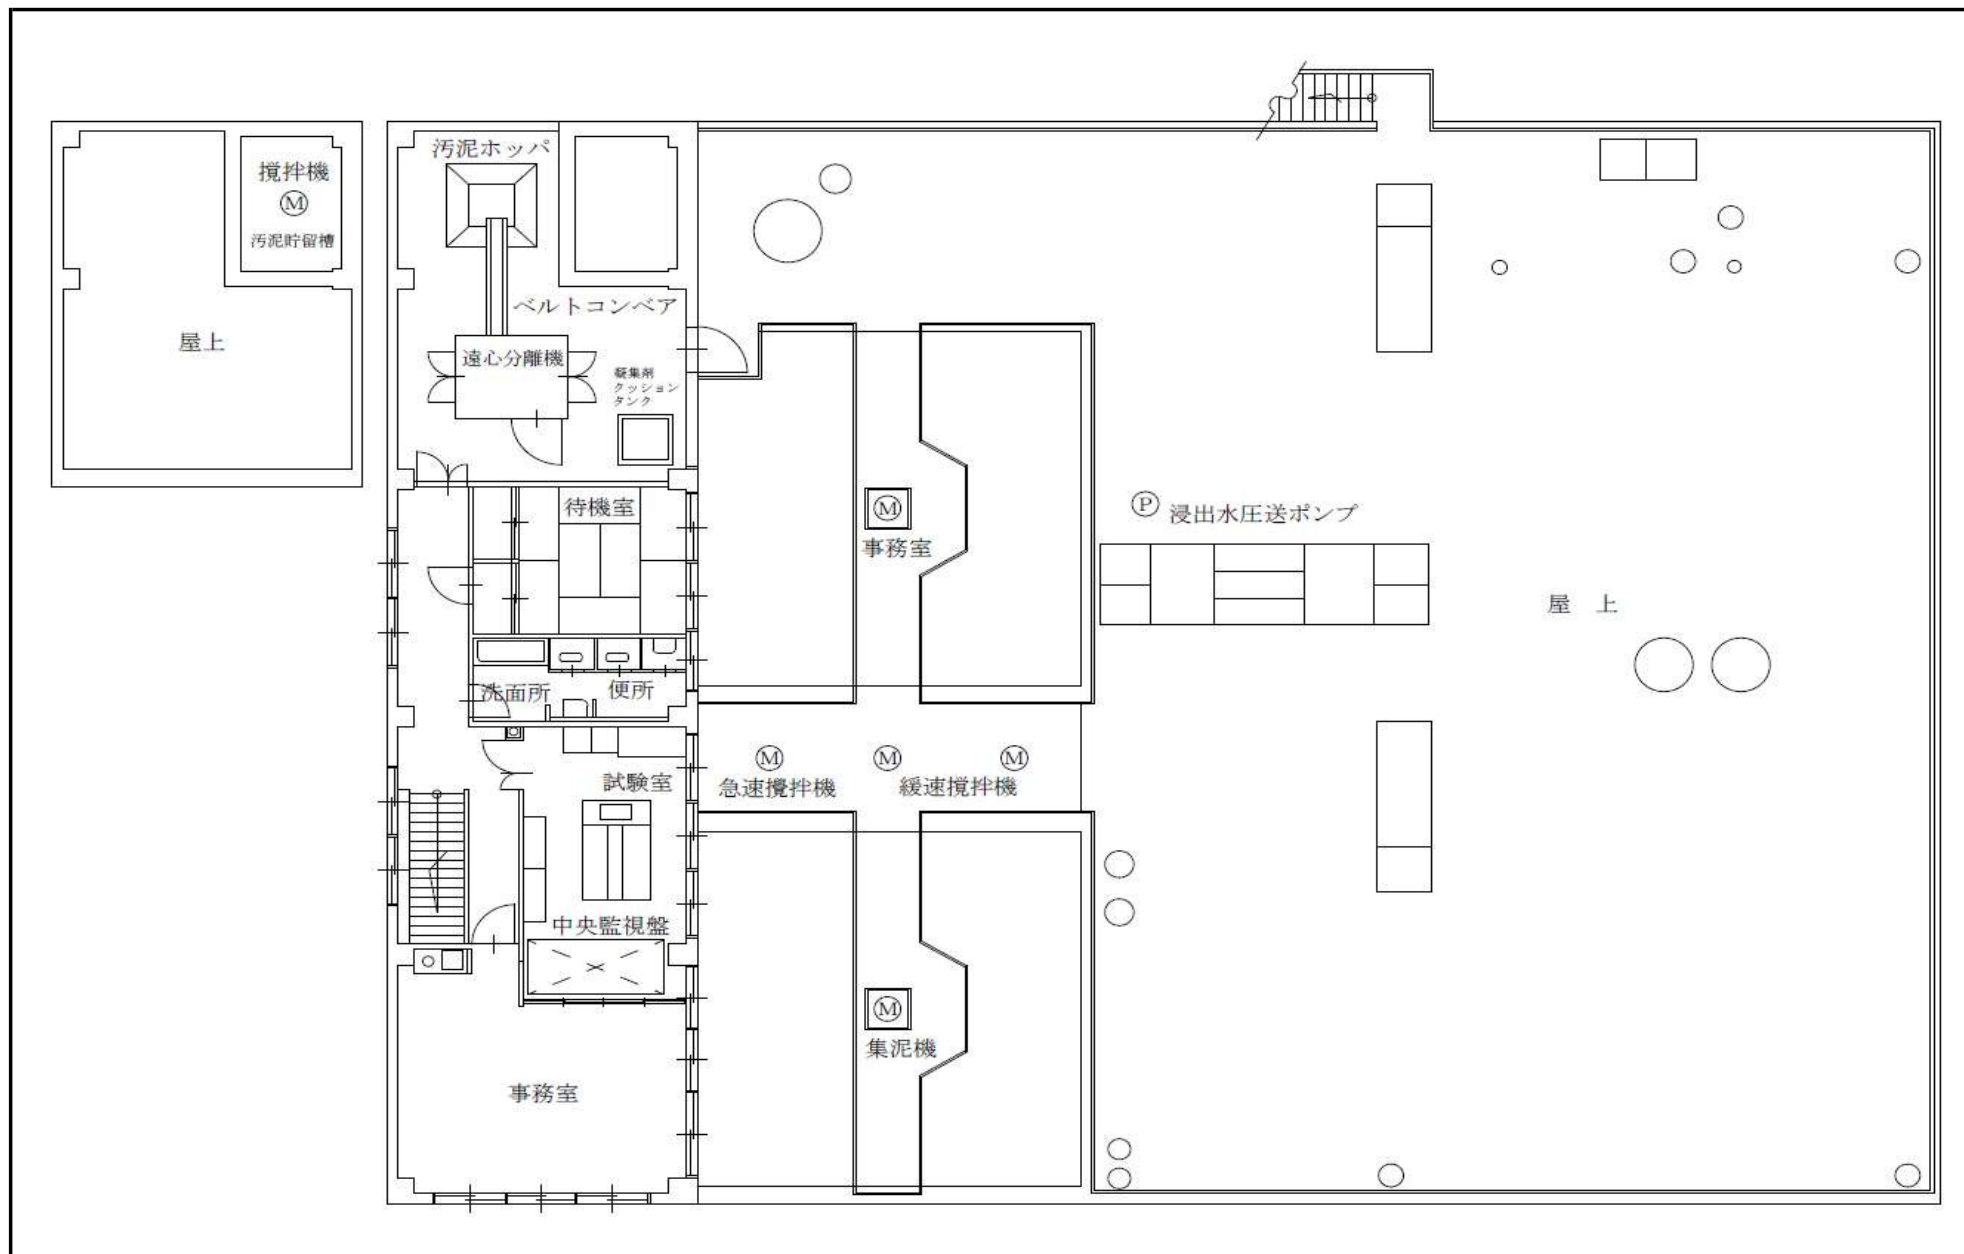 汚泥ホッパ
攪拌機
M
汚泥貯留槽
屋上
ベルトコンベア
遠心分離機
凝集剤
クッション
タンク
待機室
M
事務室
P 浸出水圧送ポンプ
屋 上
洗面所
便所
M
M
M
試験室
急速攪拌機
緩速攪拌機
中央監視盤
M
集泥機
事務室